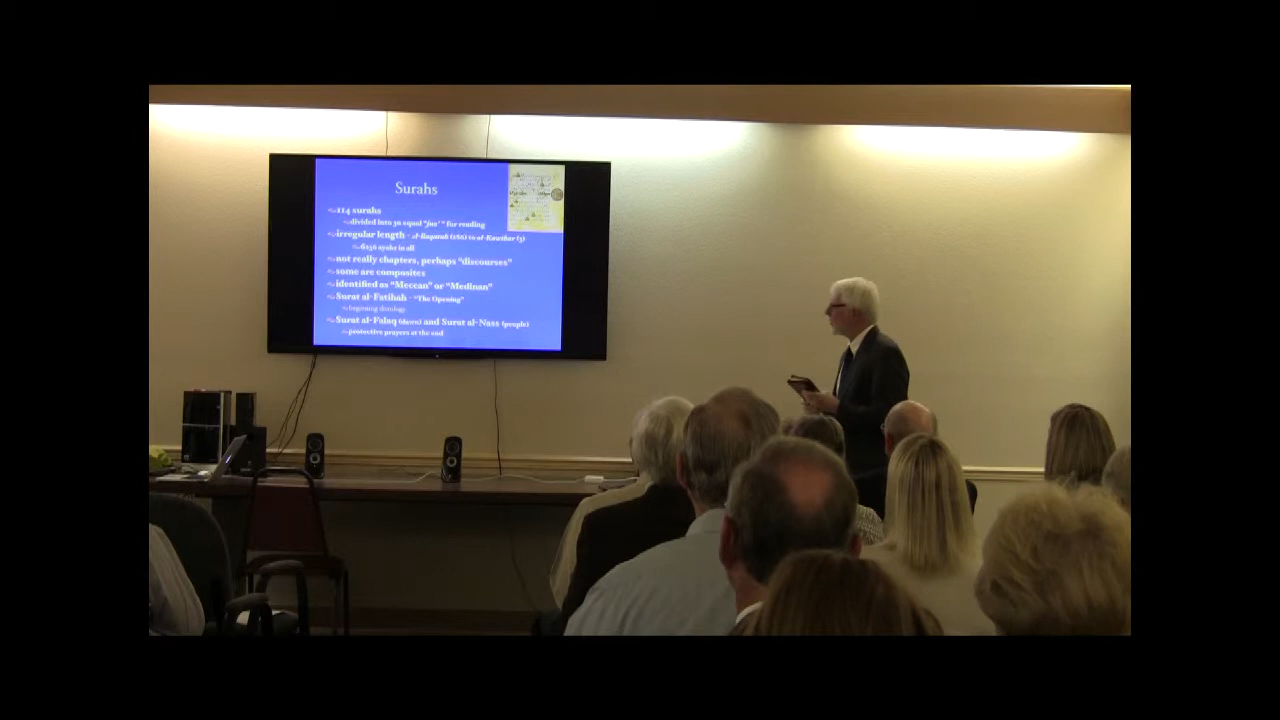 Surahs
114 surahs
divided into 30 equal "juz'" for reading
irregular length - al-Baqarah (286) to al-Kawthar (3)
6236 ayahs in all
not really chapters, perhaps "discourses"
some are composites
identified as "Meccan" or "Medinan"
Surat al-Fatihah - "The Opening"
beginning doxology
Surat al-Falaq (dawn) and Surat al-Nass (people)
protective prayers at the end